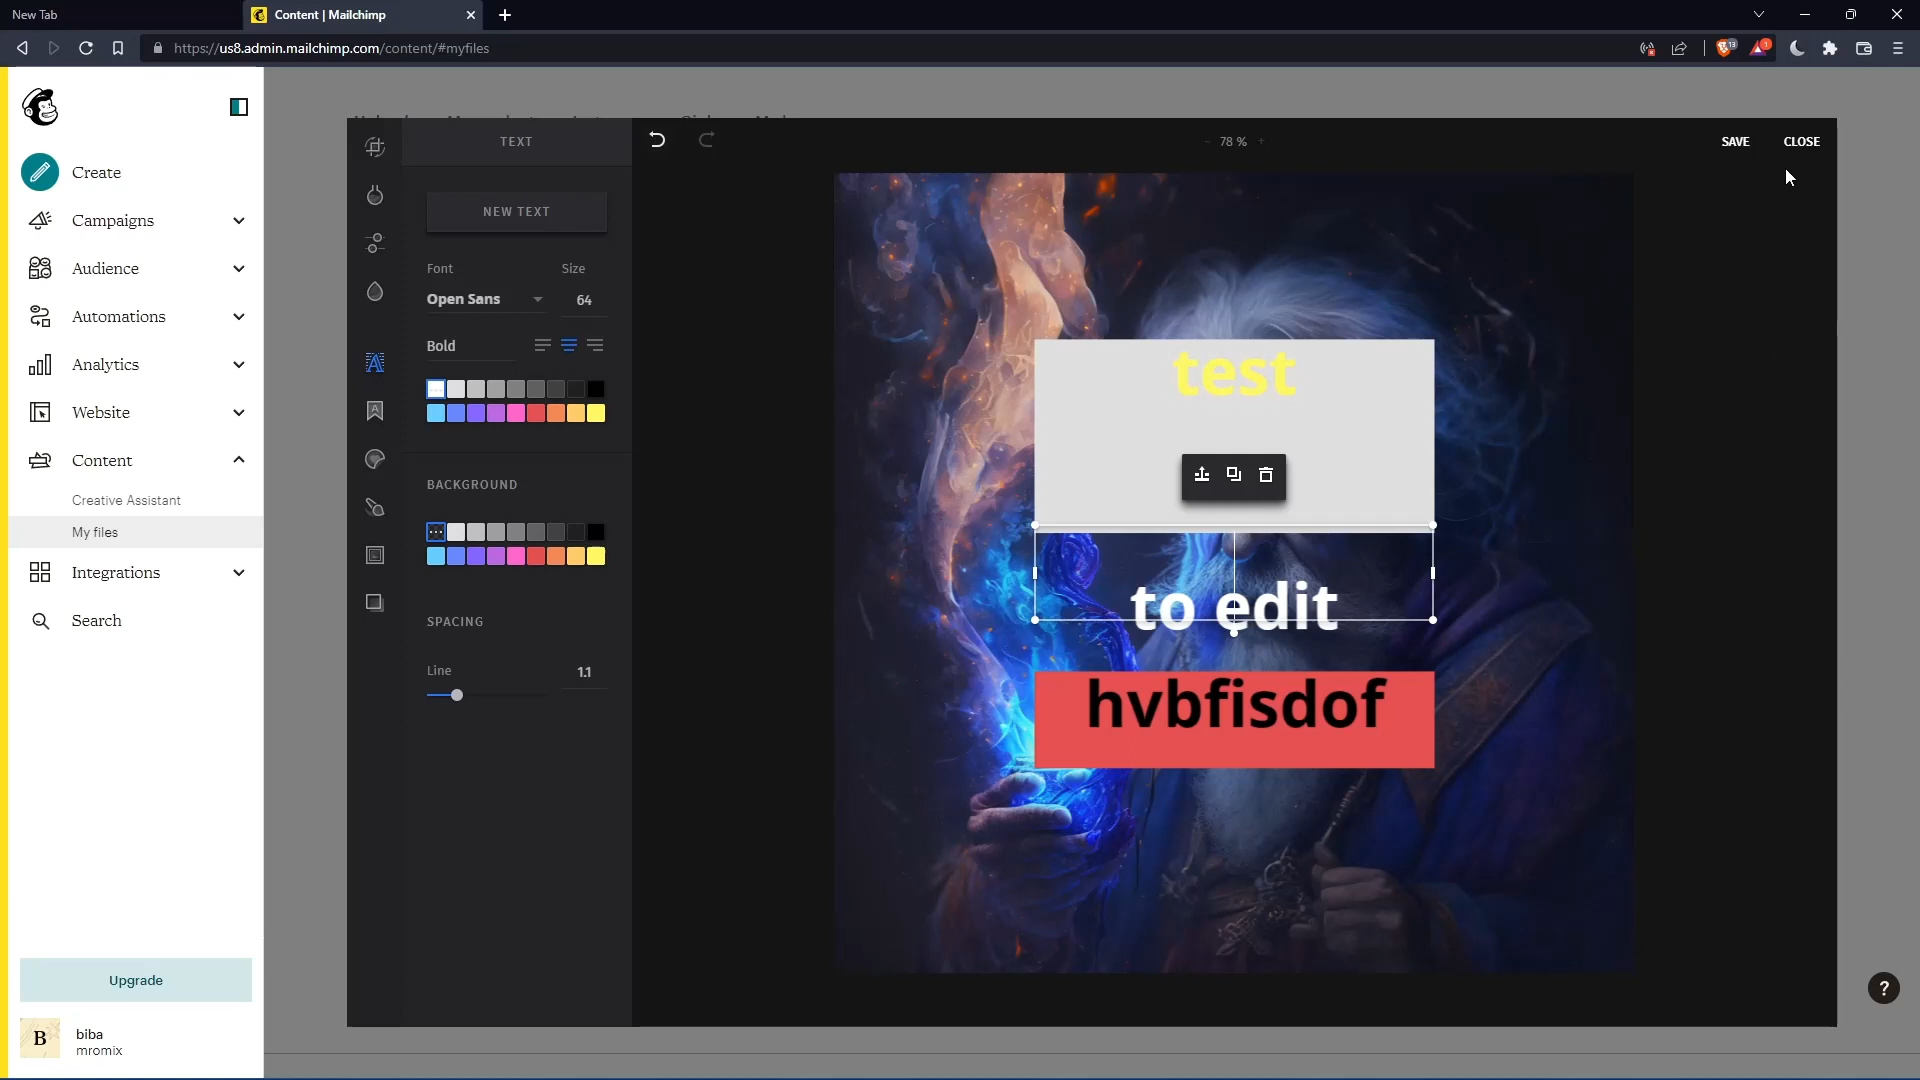 New Tab
Content | Mailchimp
https://us8.admin.mailchimp.com/content/#myfiles
13
1
Create
Campaigns
Audience
Automations
Analytics
Website
Content
Creative Assistant
My files
Integrations
Search
Upgrade
B
biba
mromix
TEXT
NEW TEXT
Font
Size
Open Sans
64
Bold
BACKGROUND
SPACING
Line
1.1
- 78 % +
SAVE
CLOSE
test
to edit
hvbfisdof
?